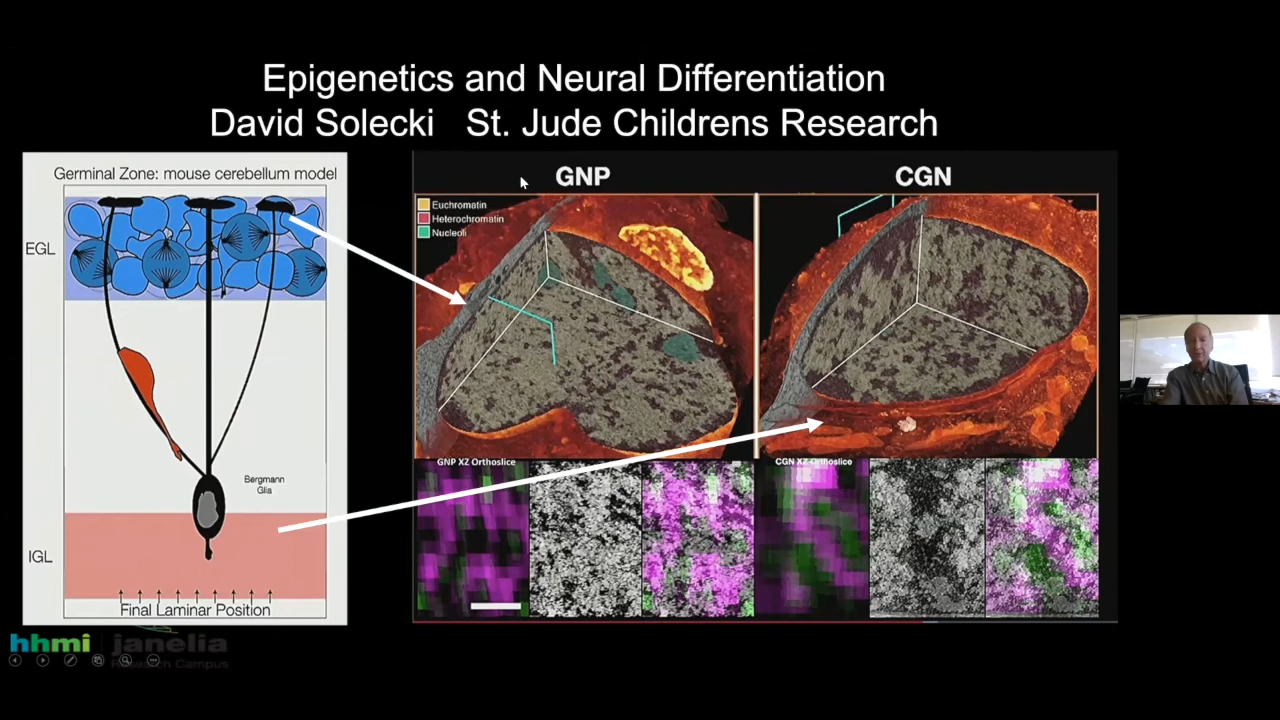 Epigenetics and Neural Differentiation
David Solecki St. Jude Childrens Research
Germinal Zone: mouse cerebellum model
EGL
Bergmann
Glia
IGL
Final Laminar Position
GNP
CGN
Euchromatin
Heterochromatin
Nucleoli
GNP XZ Orthoslice
CGN XZ Orthoslice
hhmi janelia
Research Campus